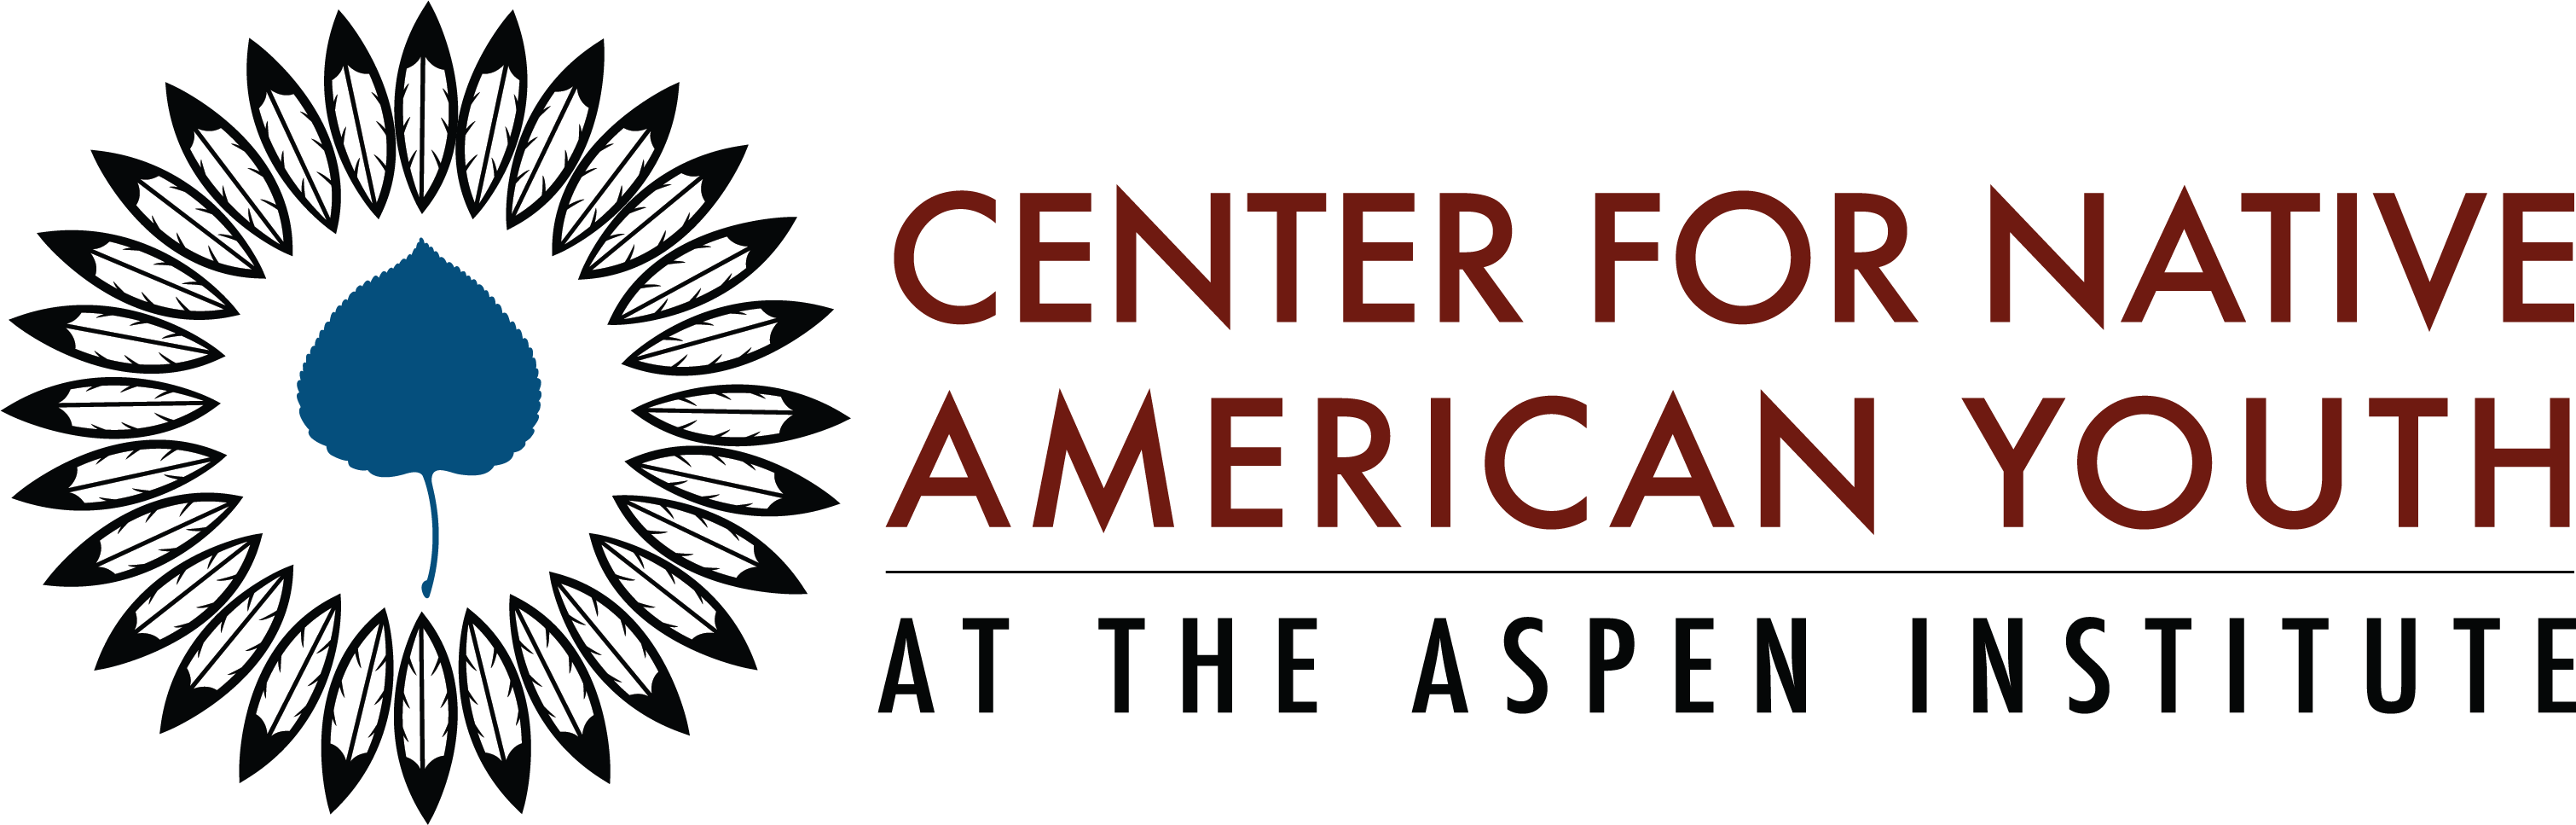 CENTER FOR NATIVE
AMERICAN YOUTH
AT THE ASPEN INSTITUTE